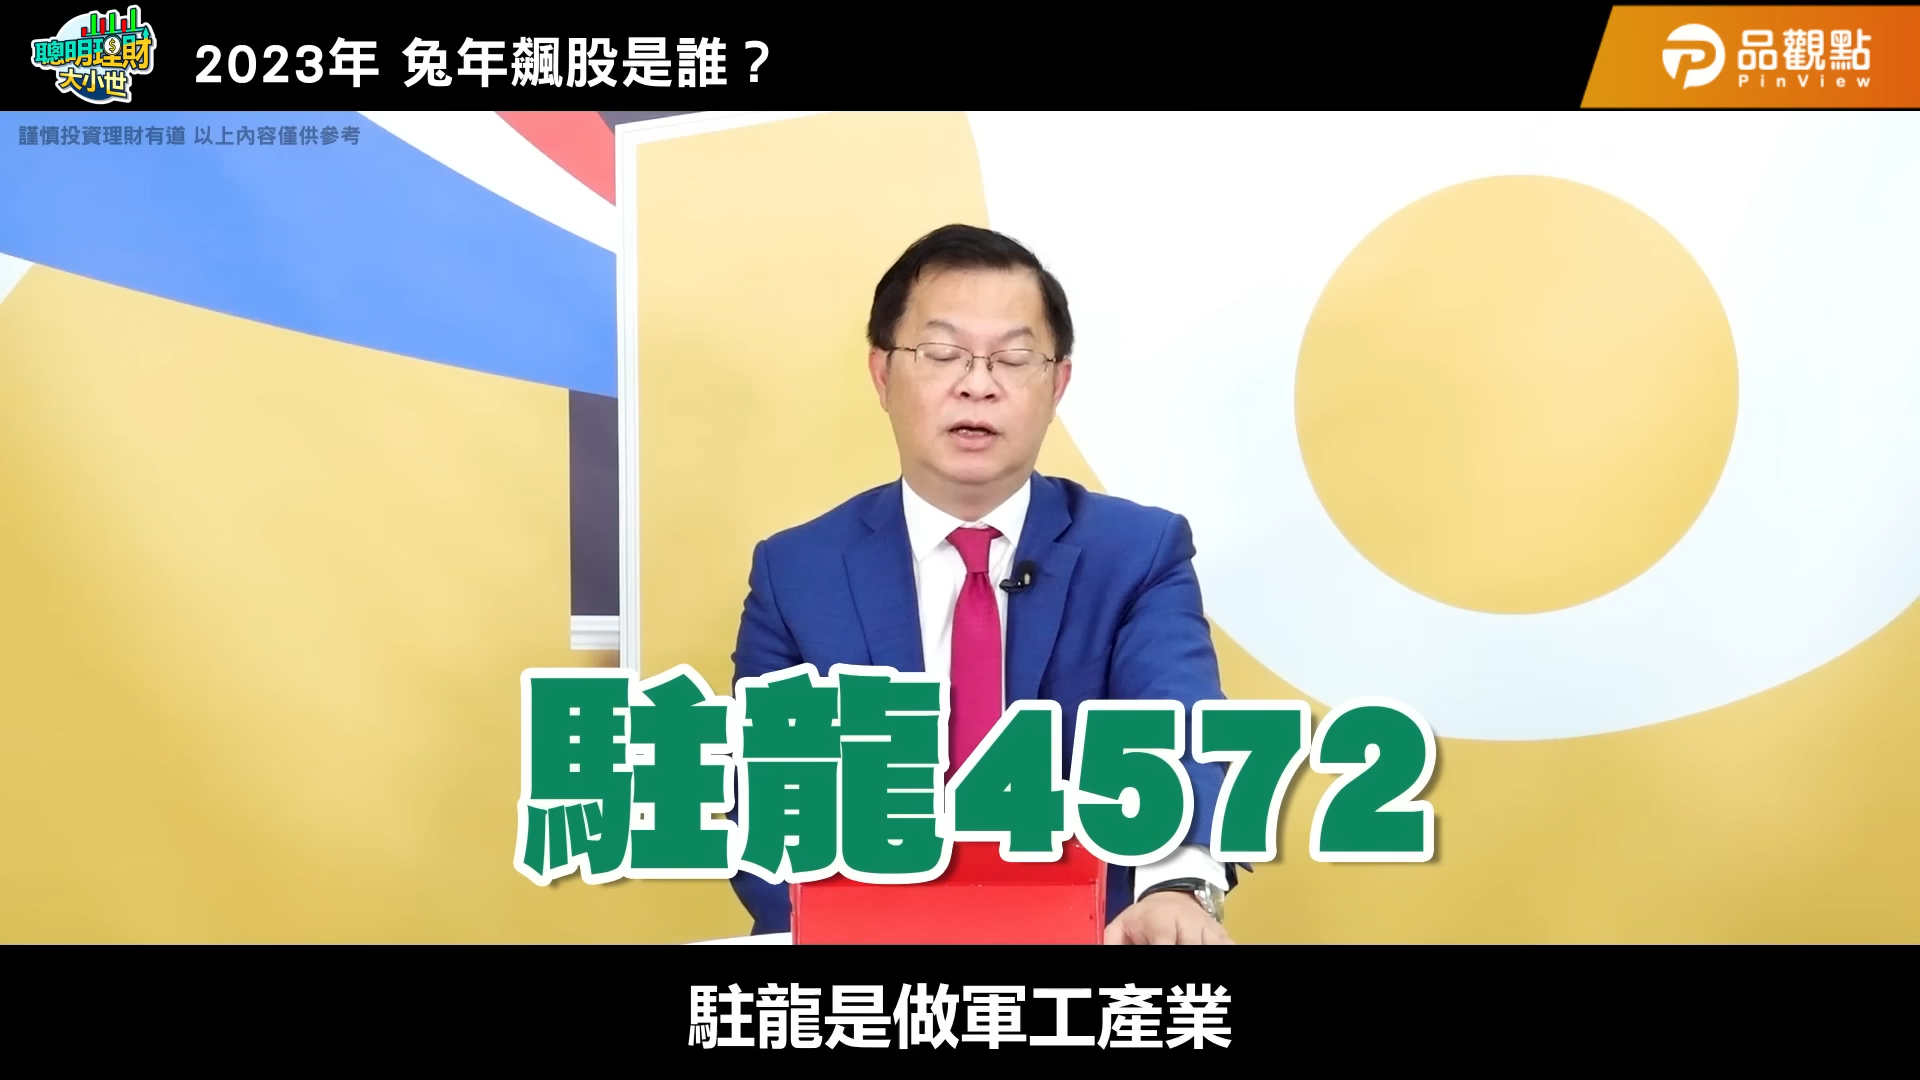 聰明理財
大小世
2023年 兔年飆股是誰？
品觀點
PinView
謹慎投資理財有道 以上內容僅供參考
駐龍4572
駐龍是做軍工產業